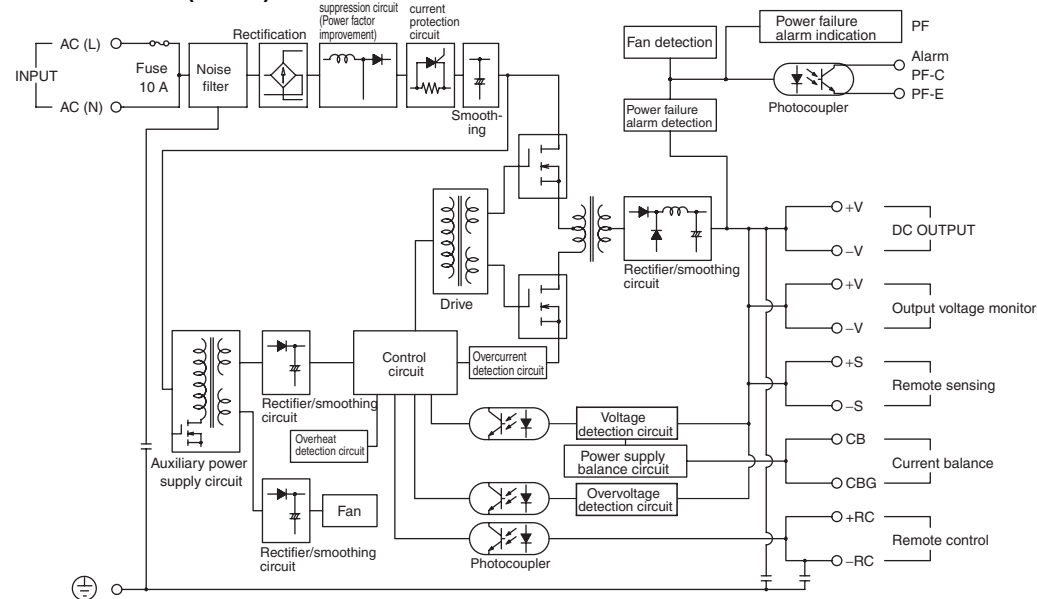 suppression circuit
(Power factor
improvement)
current
protection
circuit
Rectification
AC (L)
INPUT
AC (N)
Fuse
10 A
Noise
filter
Smooth-
ing
Fan detection
Power failure
alarm indication
PF
Alarm
PF-C
PF-E
Photocoupler
Power failure
alarm detection
Drive
Rectifier/smoothing
circuit
+V
DC OUTPUT
−V
+V
Output voltage monitor
−V
+S
Remote sensing
−S
CB
Current balance
CBG
+RC
Remote control
−RC
Control
circuit
Overcurrent
detection circuit
Rectifier/smoothing
circuit
Overheat
detection circuit
Auxiliary power
supply circuit
Voltage
detection circuit
Power supply
balance circuit
Overvoltage
detection circuit
Fan
Rectifier/smoothing
circuit
Photocoupler